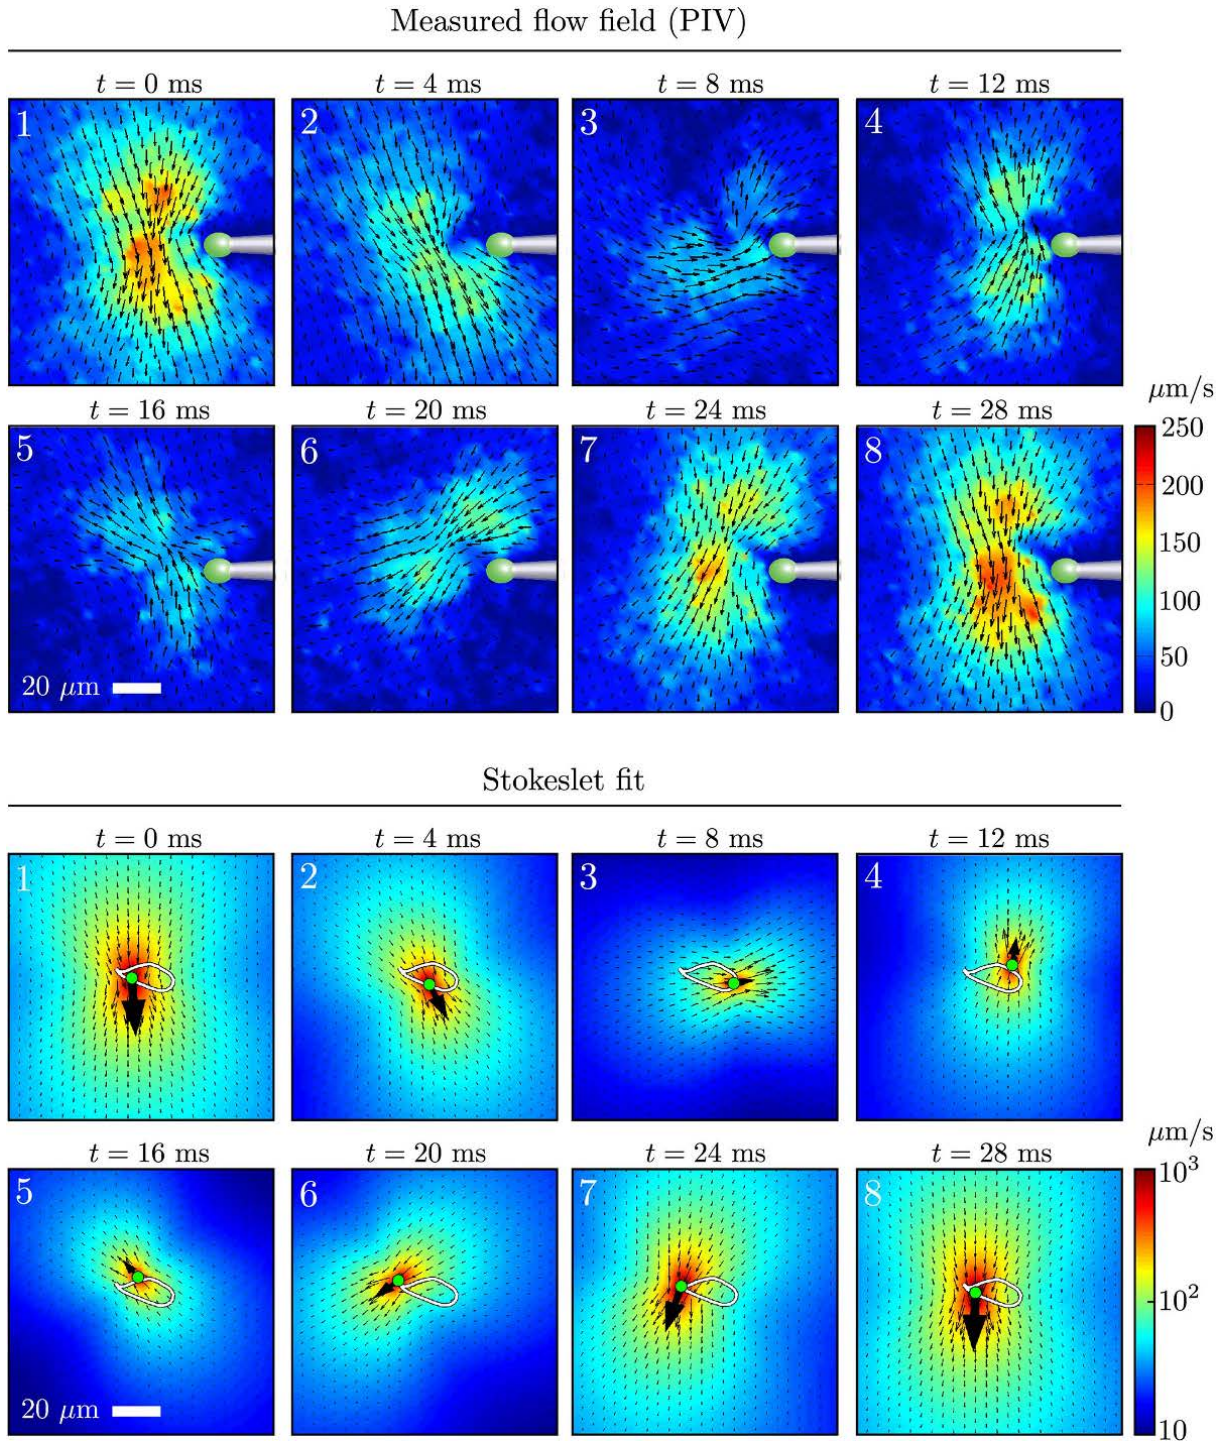 Measured flow field (PIV)
t = 0 ms
t = 4 ms
t = 8 ms
t = 12 ms
1
2
3
4
t = 16 ms
t = 20 ms
t = 24 ms
t = 28 ms
5
6
7
8
20 μm
μm/s
250
200
150
100
50
0
Stokeslet fit
t = 0 ms
t = 4 ms
t = 8 ms
t = 12 ms
1
2
3
4
t = 16 ms
t = 20 ms
t = 24 ms
t = 28 ms
5
6
7
8
20 μm
μm/s
10³
10²
10